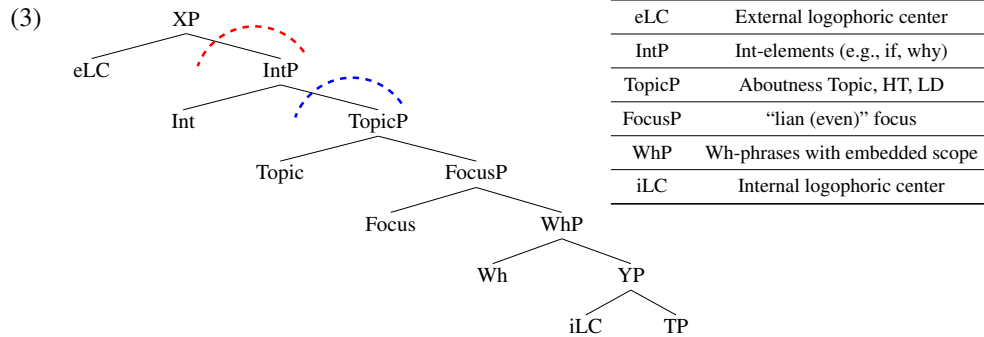 (3)
XP
eLC IntP
Int TopicP
Topic FocusP
Focus WhP
Wh YP
iLC TP
eLC External logophoric center
IntP Int-elements (e.g., if, why)
TopicP Aboutness Topic, HT, LD
FocusP “lian (even)” focus
WhP Wh-phrases with embedded scope
iLC Internal logophoric center